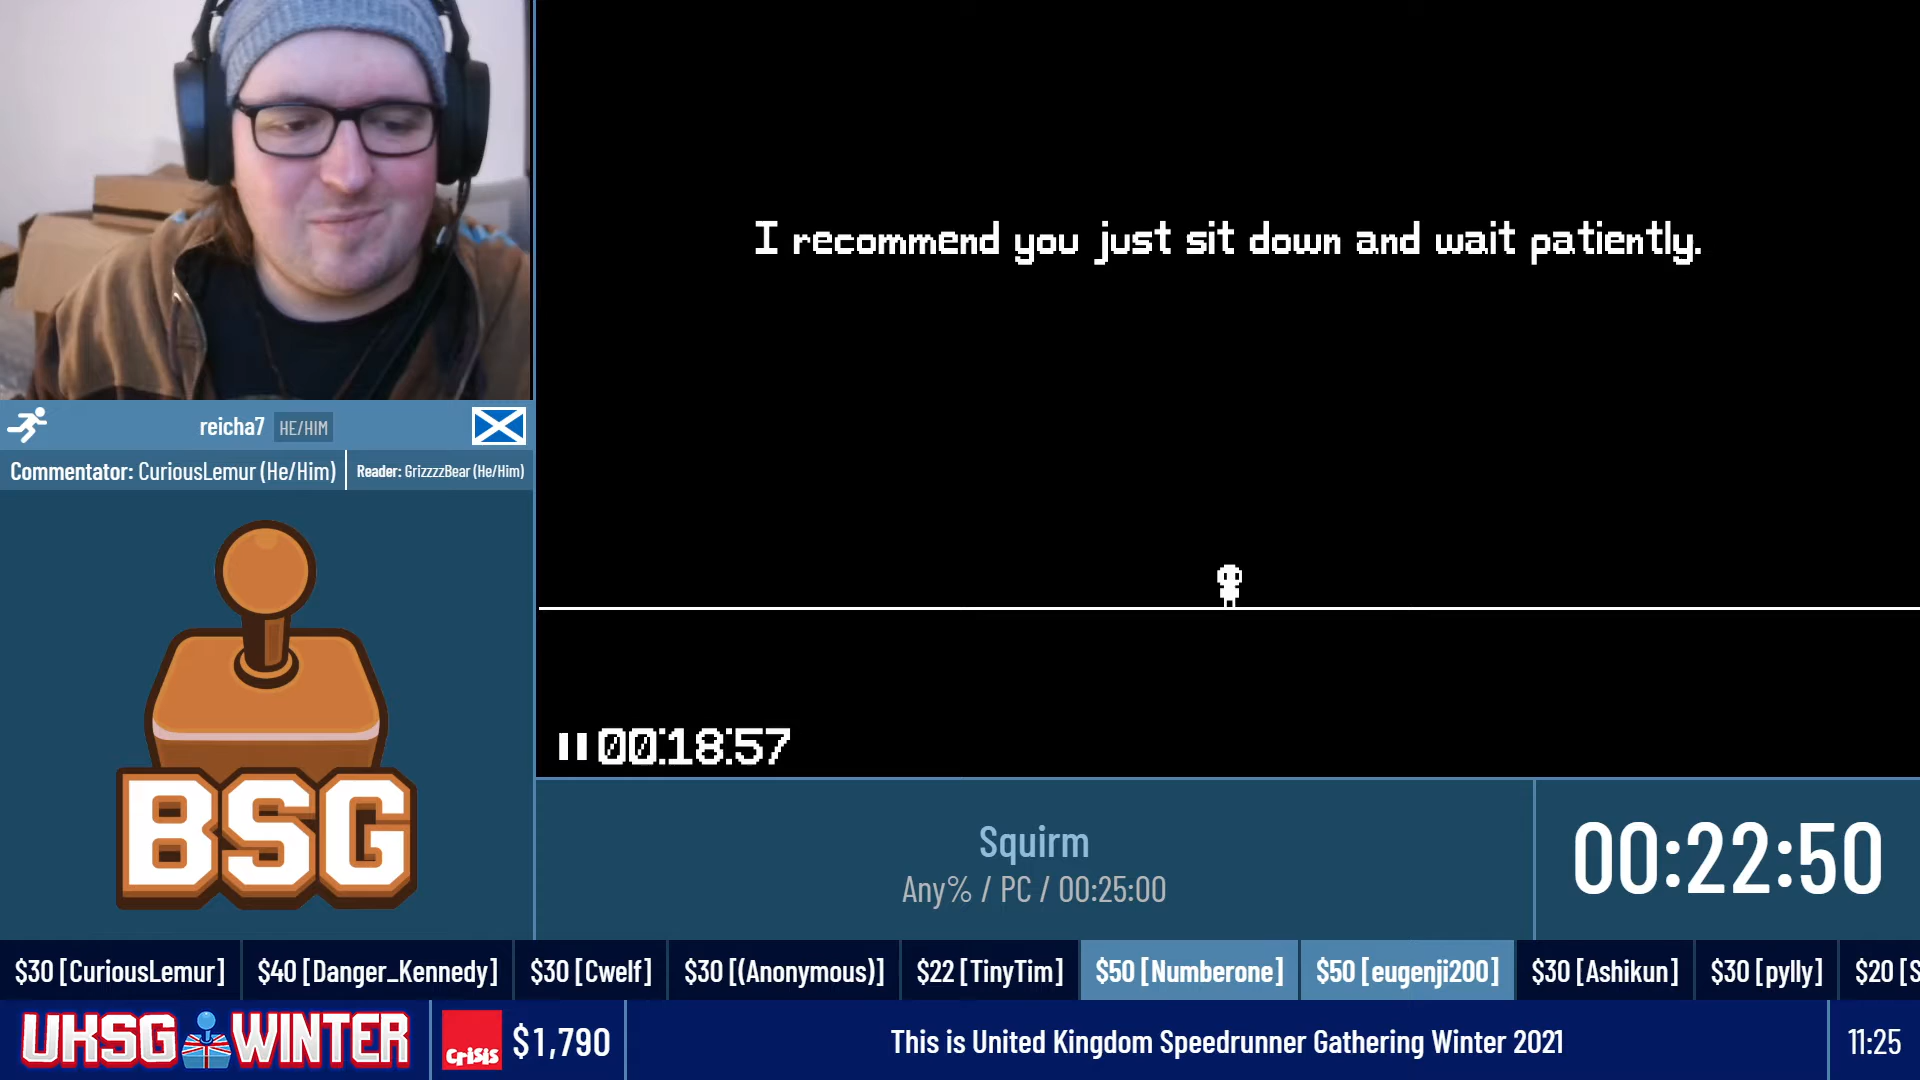 I recommend you just sit down and wait patiently.
00:18:57
reicha7 HE/HIM
Commentator: CuriousLemur (He/Him)
Reader: GrizzzzBear (He/Him)
BSG
Squirm
Any% / PC / 00:25:00
00:22:50
$30 [CuriousLemur]
$40 [Danger_Kennedy]
$30 [Cwelf]
$30 [(Anonymous)]
$22 [TinyTim]
$50 [Numberone]
$50 [eugenji200]
$30 [Ashikun]
$30 [pylly]
$20 [S
UKSG WINTER
Crisis
$1,790
This is United Kingdom Speedrunner Gathering Winter 2021
11:25